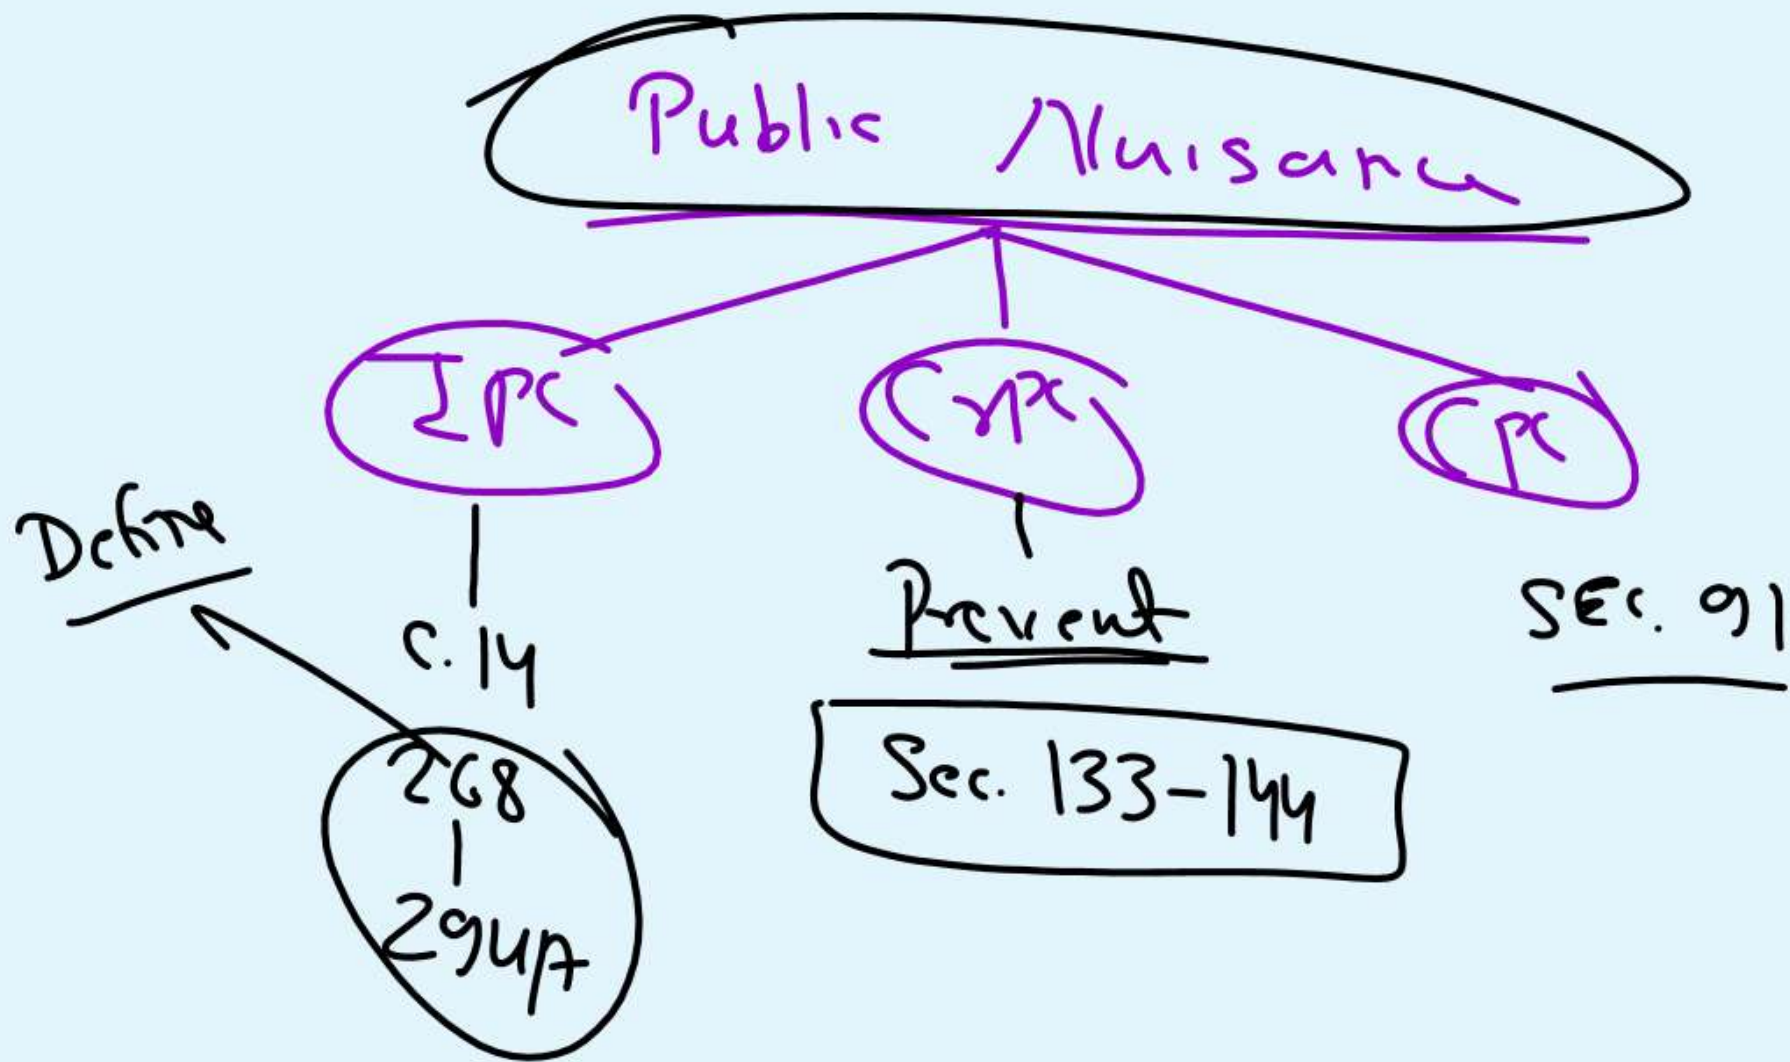 Public Nuisance
IPC CrPC CPC
Define
C.14
Prevent
SEC. 91
268
294A
Sec. 133-144